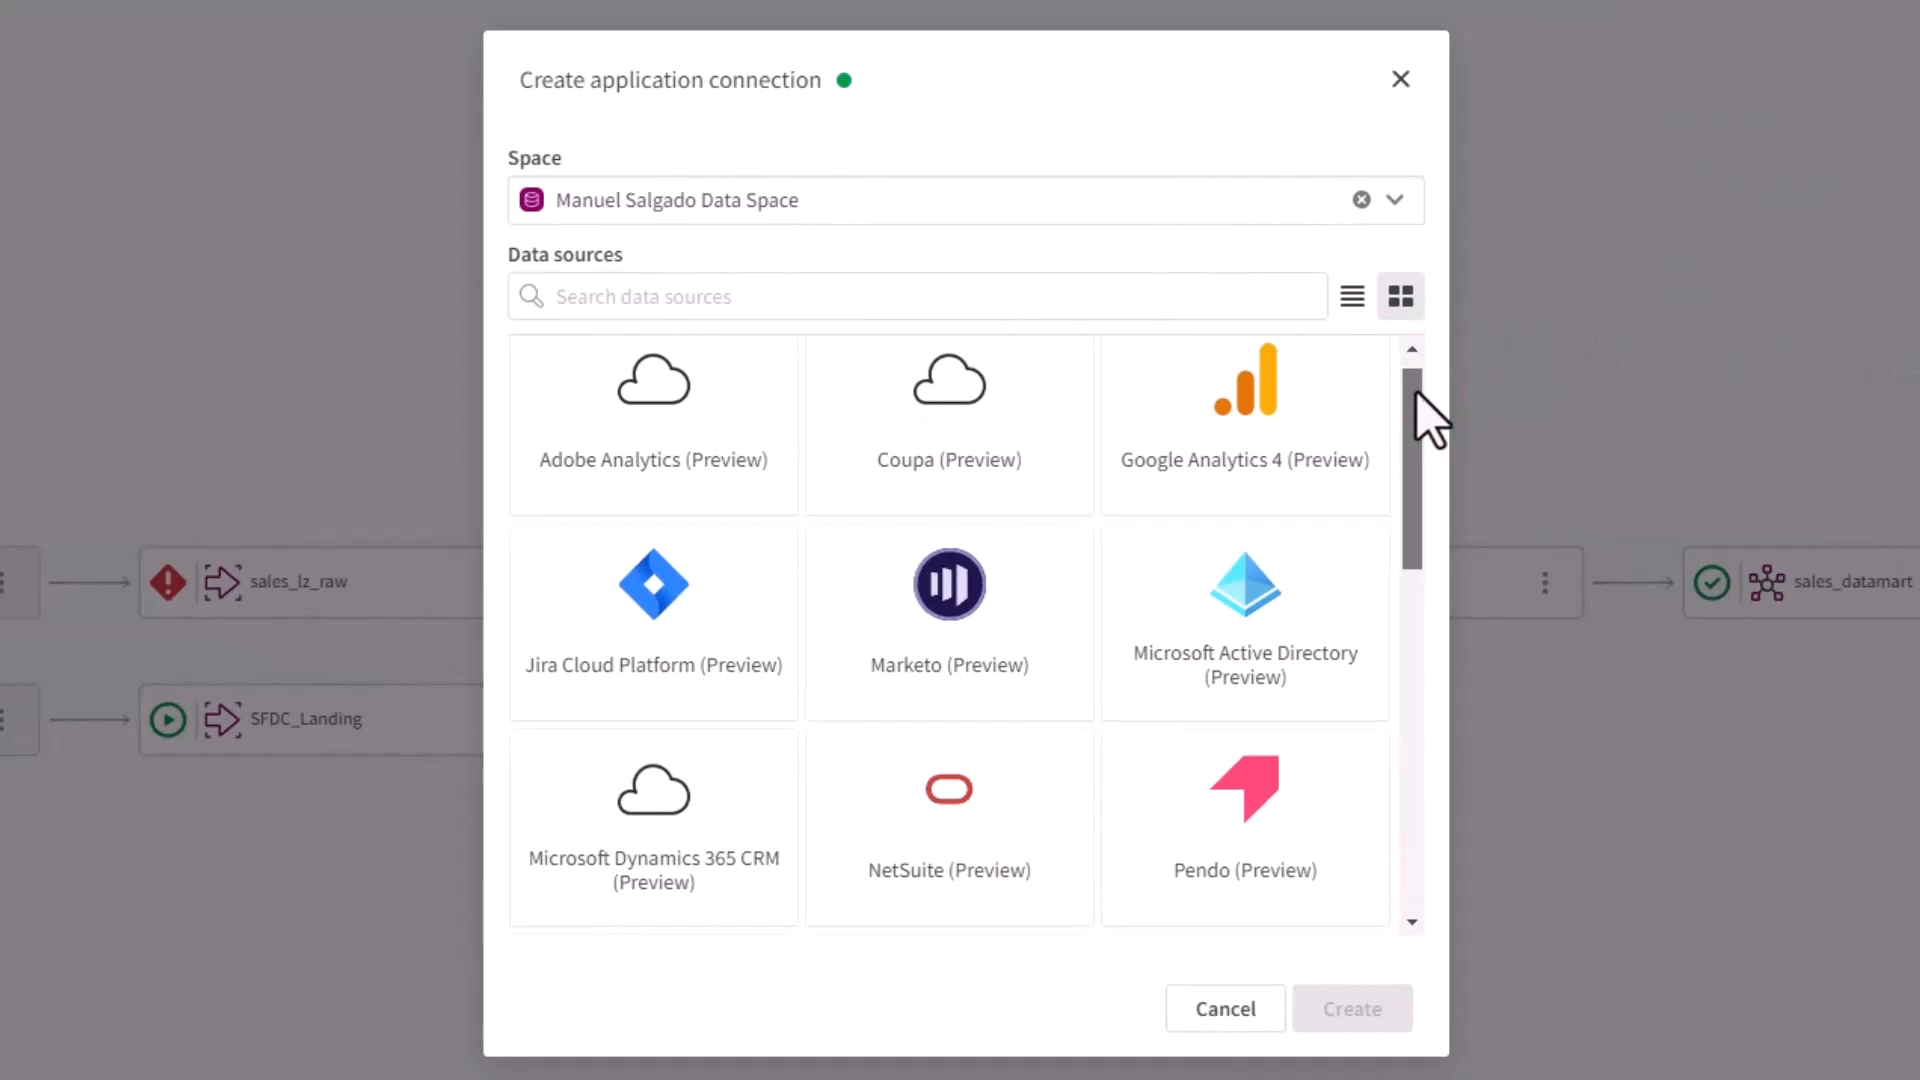 Create application connection
Space
Manuel Salgado Data Space
Data sources
Search data sources
Adobe Analytics (Preview)
Coupa (Preview)
Google Analytics 4 (Preview)
Jira Cloud Platform (Preview)
Marketo (Preview)
Microsoft Active Directory
(Preview)
Microsoft Dynamics 365 CRM
(Preview)
NetSuite (Preview)
Pendo (Preview)
sales_lz_raw
sales_datamart
SFDC_Landing
Cancel
Create